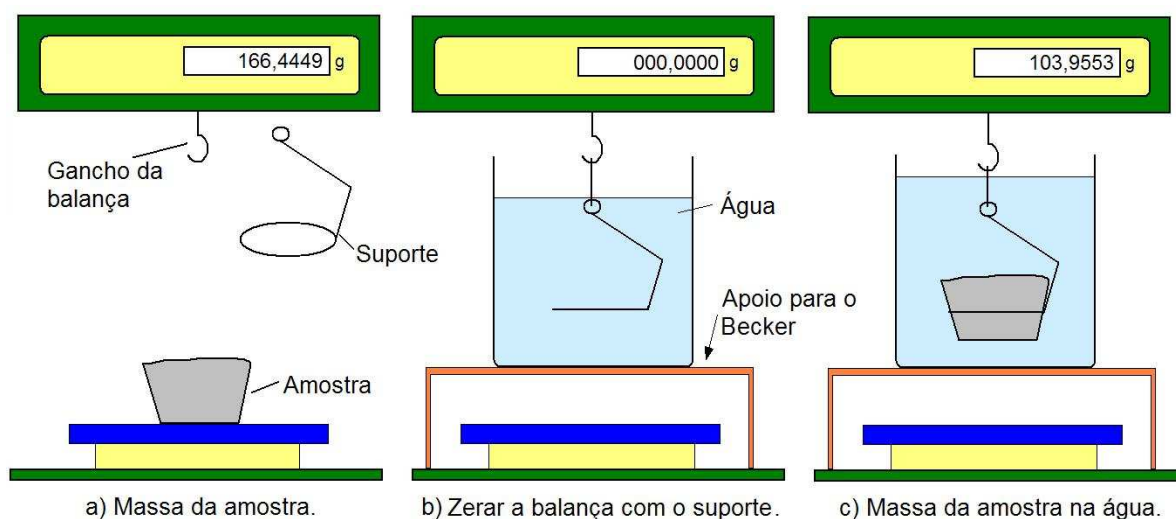 166,4449 g
000,0000 g
103,9553 g
Gancho da
balança
Suporte
Água
Apoio para o
Becker
Amostra
a) Massa da amostra.
b) Zerar a balança com o suporte.
c) Massa da amostra na água.